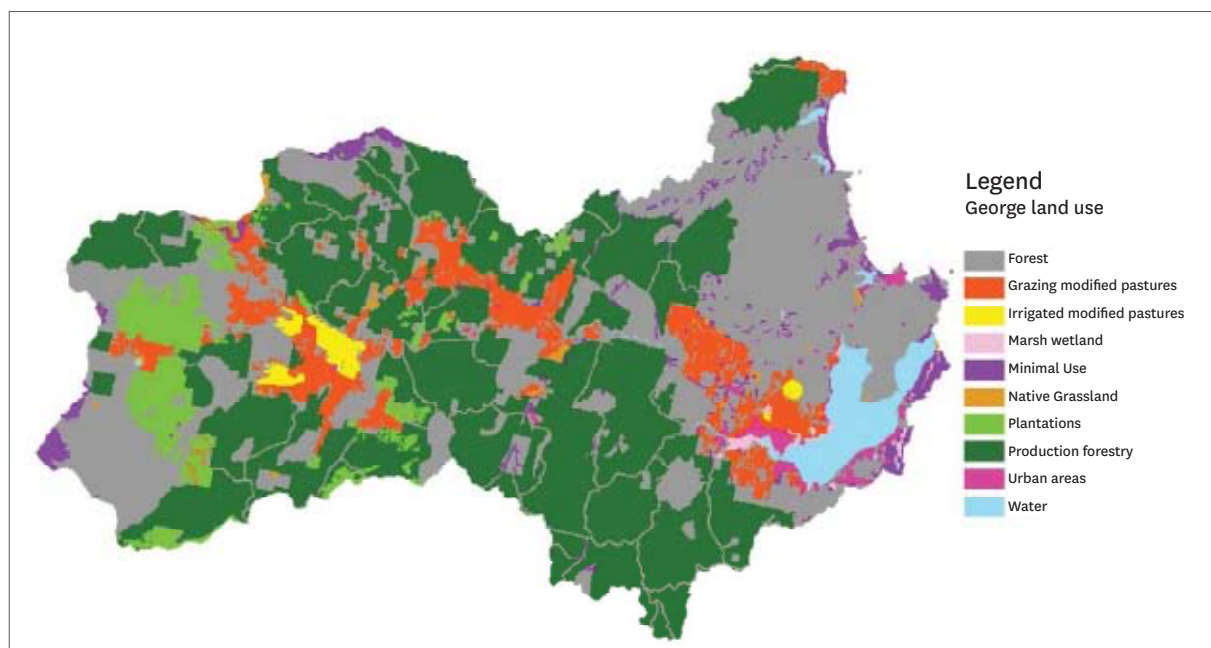 Legend
George land use
Forest
Grazing modified pastures
Irrigated modified pastures
Marsh wetland
Minimal Use
Native Grassland
Plantations
Production forestry
Urban areas
Water